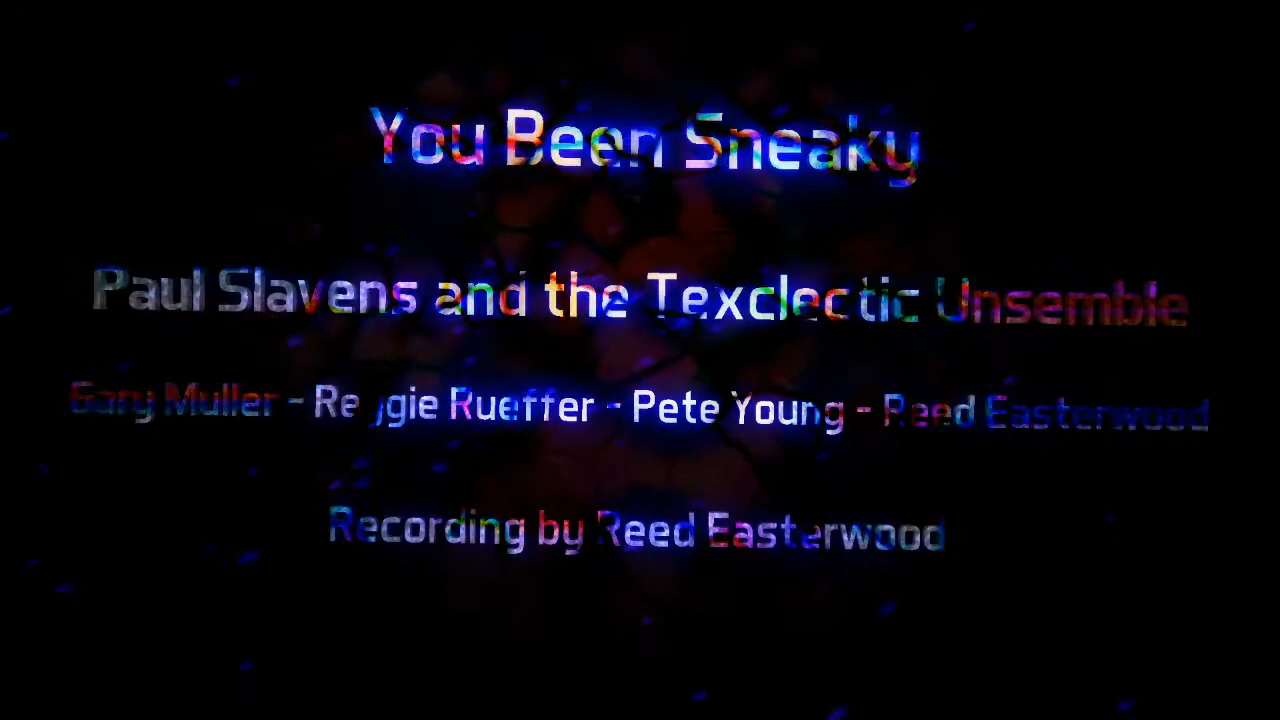 You Been Sneaky
Paul Slavens and the Texclectic Unsemble
Gary Muller - Reggie Rueffer - Pete Young - Reed Easterwood
Recording by Reed Easterwood